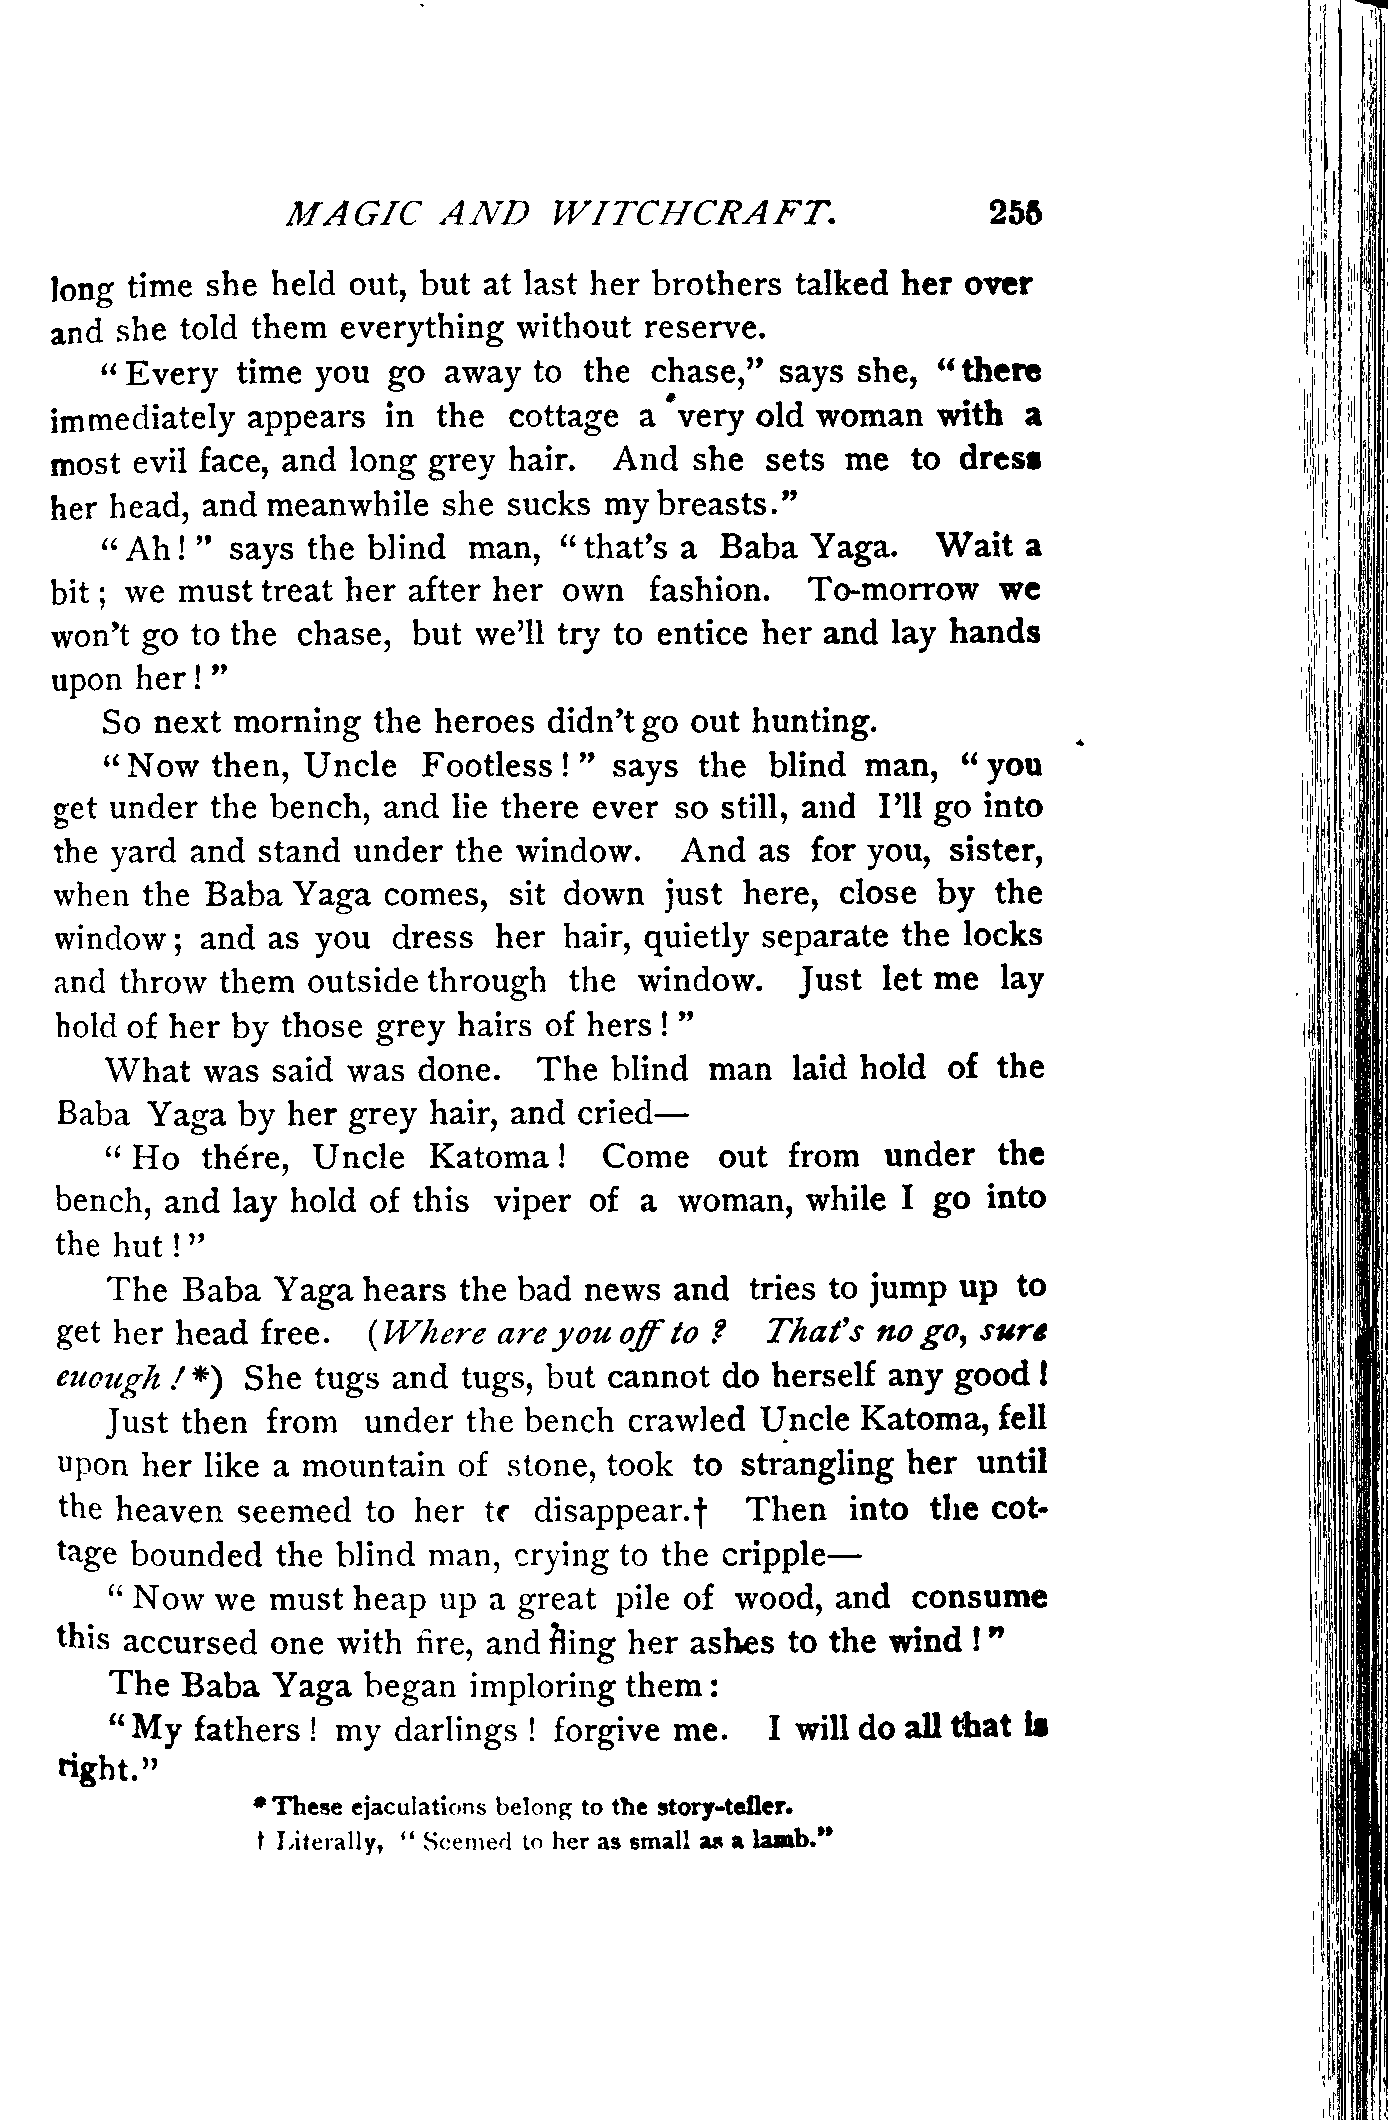 MAGIC AND WITCHCRAFT. 255
long time she held out, but at last her brothers talked her over
and she told them everything without reserve.
“Every time you go away to the chase,” says she, “there
immediately appears in the cottage a very old woman with a
most evil face, and long grey hair. And she sets me to dress
her head, and meanwhile she sucks my breasts.”
“Ah!” says the blind man, “that’s a Baba Yaga. Wait a
bit; we must treat her after her own fashion. To-morrow we
won’t go to the chase, but we’ll try to entice her and lay hands
upon her!”
So next morning the heroes didn’t go out hunting.
“Now then, Uncle Footless!” says the blind man, “you
get under the bench, and lie there ever so still, and I’ll go into
the yard and stand under the window. And as for you, sister,
when the Baba Yaga comes, sit down just here, close by the
window; and as you dress her hair, quietly separate the locks
and throw them outside through the window. Just let me lay
hold of her by those grey hairs of hers!”
What was said was done. The blind man laid hold of the
Baba Yaga by her grey hair, and cried—
“Ho thére, Uncle Katoma! Come out from under the
bench, and lay hold of this viper of a woman, while I go into
the hut!”
The Baba Yaga hears the bad news and tries to jump up to
get her head free. (Where are you off to? That’s no go, sure
euough!*) She tugs and tugs, but cannot do herself any good!
Just then from under the bench crawled Uncle Katoma, fell
upon her like a mountain of stone, took to strangling her until
the heaven seemed to her to disappear.† Then into the cot-
tage bounded the blind man, crying to the cripple—
“Now we must heap up a great pile of wood, and consume
this accursed one with fire, and fling her ashes to the wind!”
The Baba Yaga began imploring them:
“My fathers! my darlings! forgive me. I will do all that is
right.”
* These ejaculations belong to the story-teller.
† Literally, “Seemed to her as small as a lamb.”